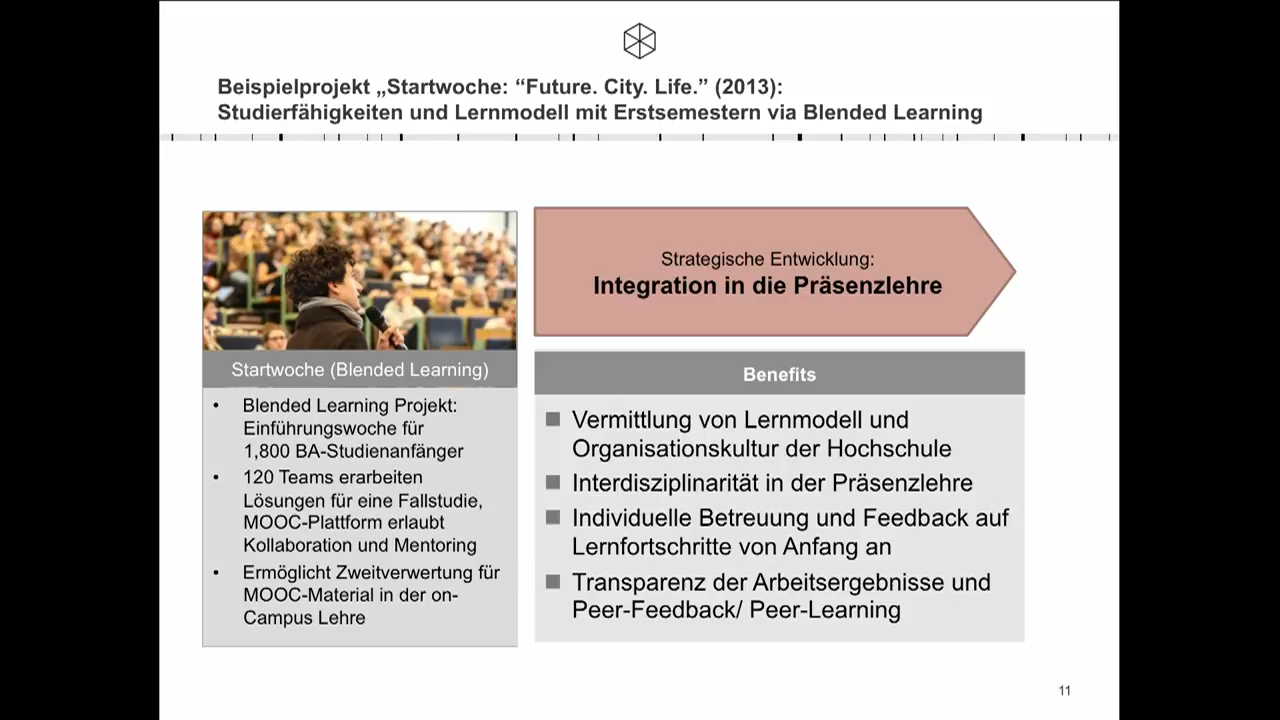 Beispielprojekt „Startwoche: “Future. City. Life.” (2013):
Studierfähigkeiten und Lernmodell mit Erstsemestern via Blended Learning
Startwoche (Blended Learning)
• Blended Learning Projekt:
Einführungswoche für
1,800 BA-Studienanfänger
• 120 Teams erarbeiten
Lösungen für eine Fallstudie,
MOOC-Plattform erlaubt
Kollaboration und Mentoring
• Ermöglicht Zweitverwertung für
MOOC-Material in der on-
Campus Lehre
Strategische Entwicklung:
Integration in die Präsenzlehre
Benefits
Vermittlung von Lernmodell und
Organisationskultur der Hochschule
Interdisziplinarität in der Präsenzlehre
Individuelle Betreuung und Feedback auf
Lernfortschritte von Anfang an
Transparenz der Arbeitsergebnisse und
Peer-Feedback/ Peer-Learning
11